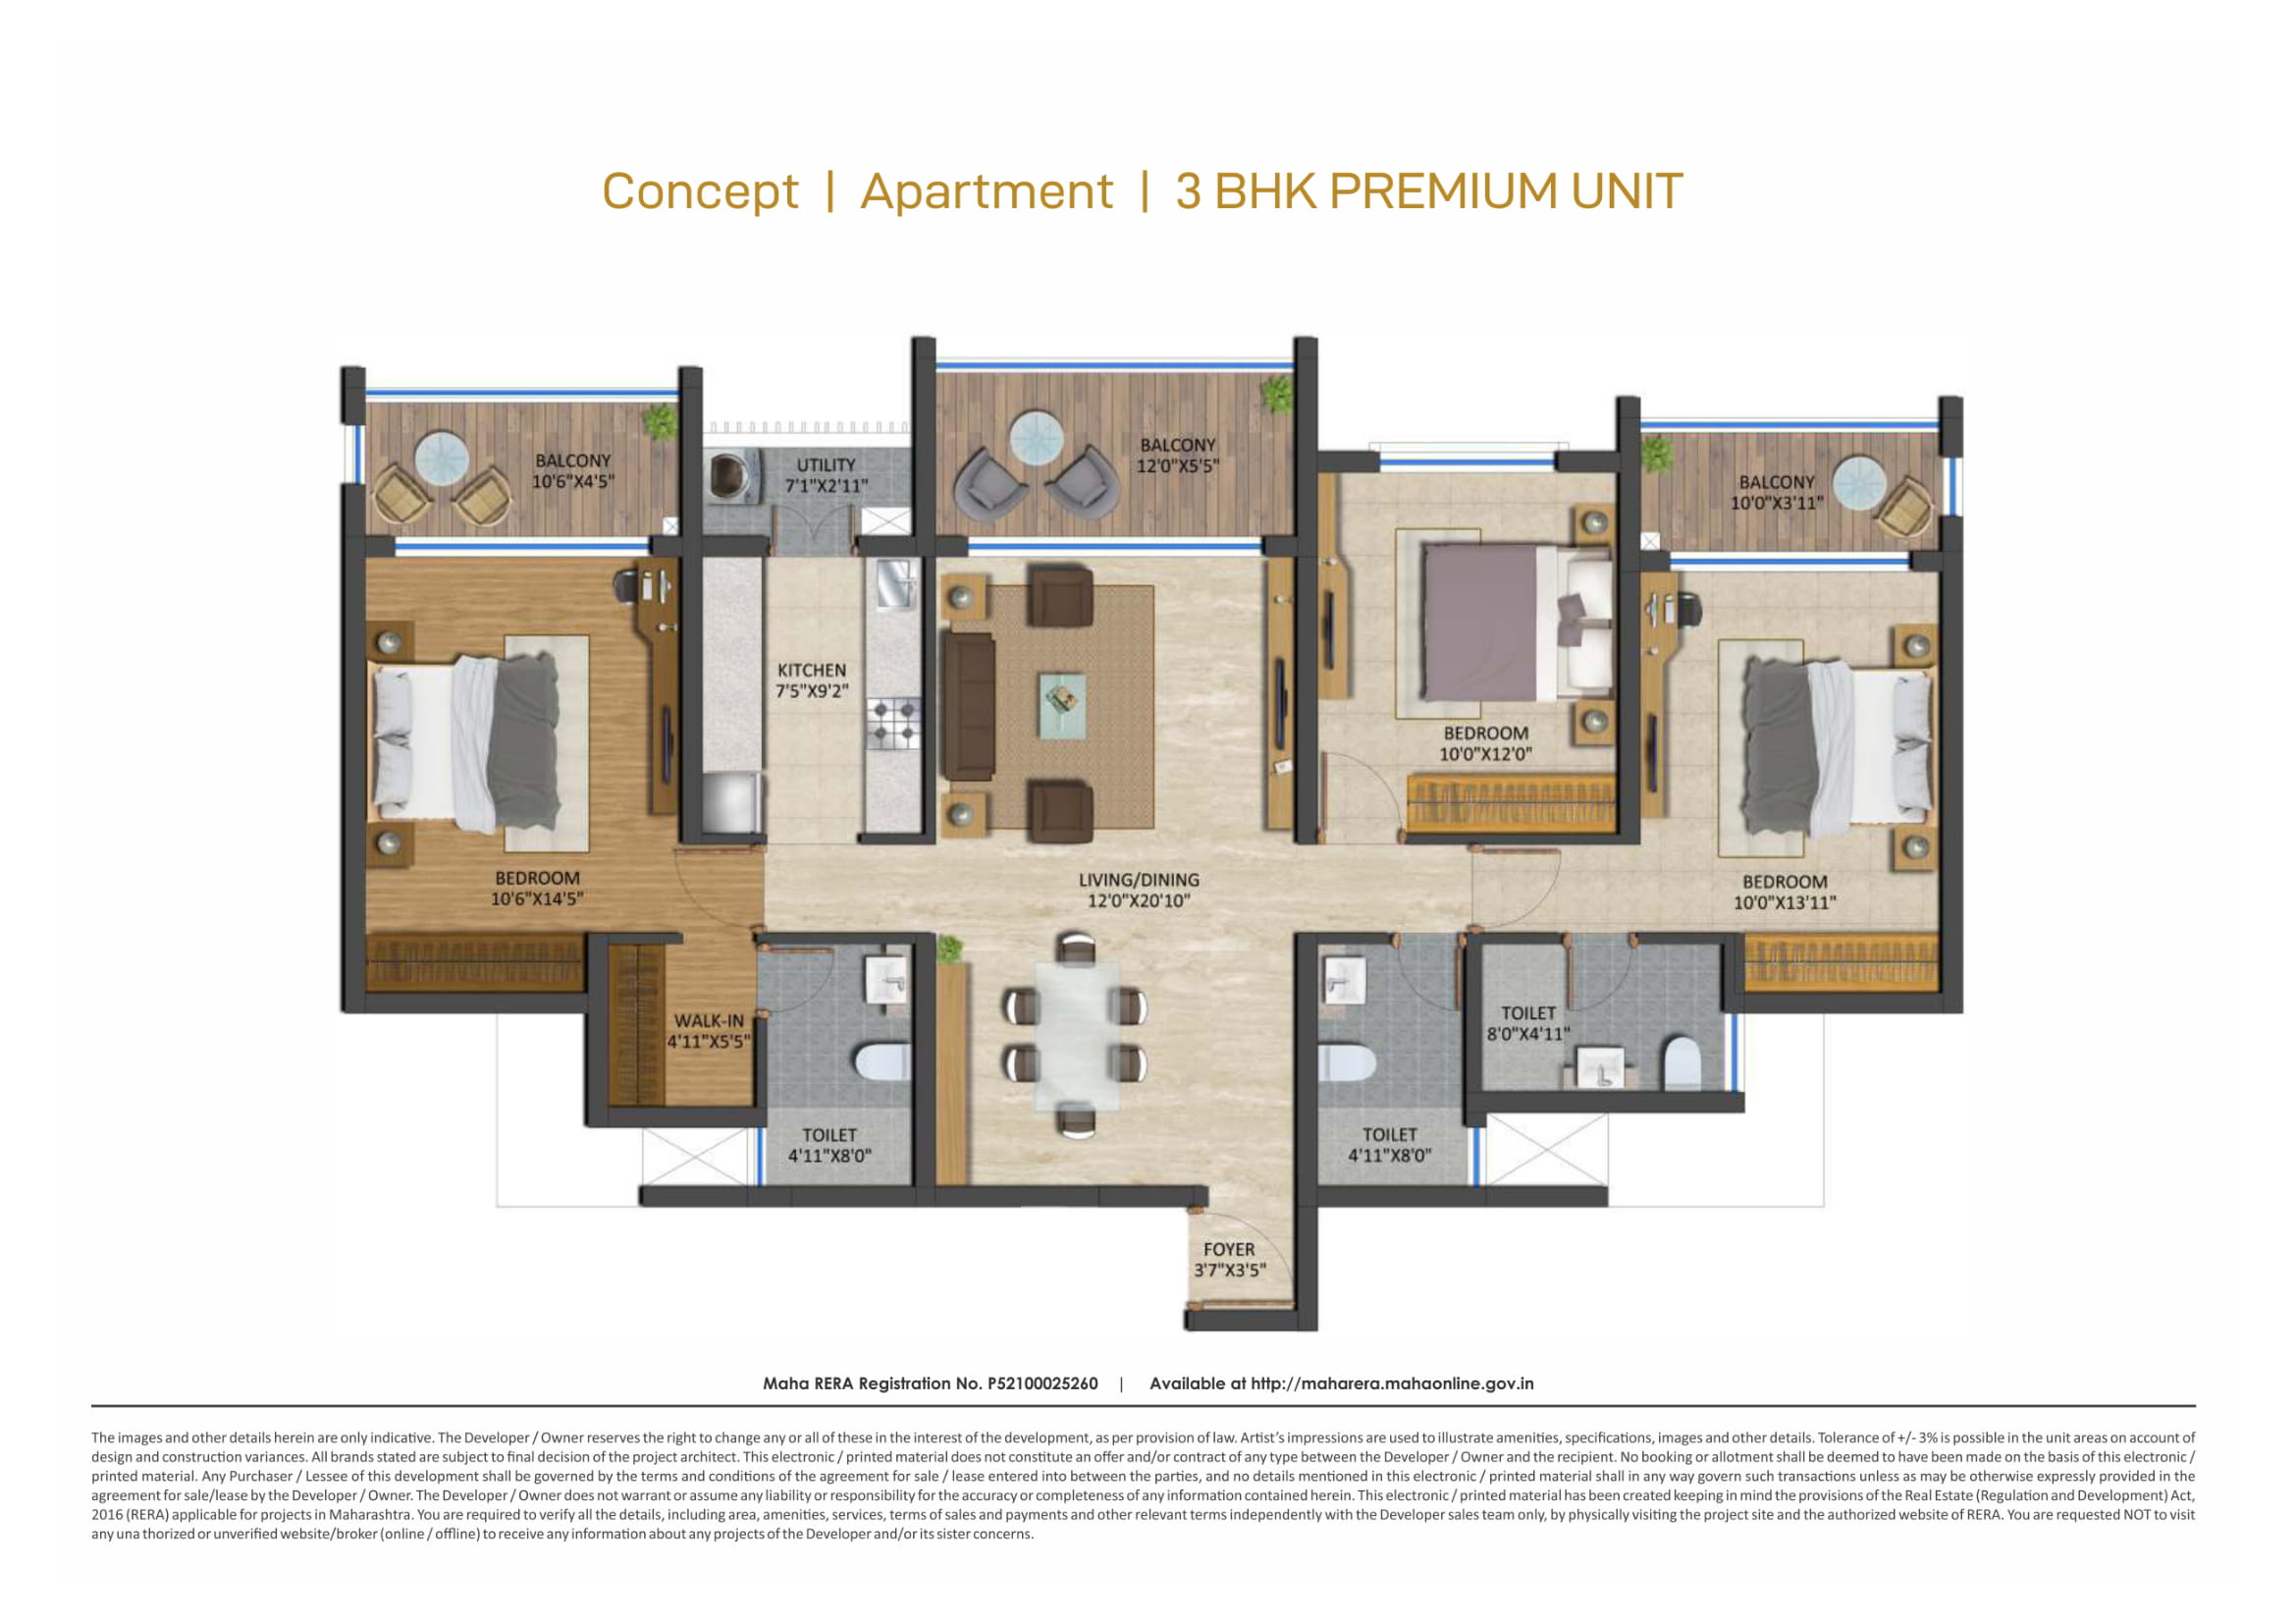 Concept | Apartment | 3 BHK PREMIUM UNIT
BALCONY
10'6"X4'5"
UTILITY
7'1"X2'11"
BALCONY
12'0"X5'5"
BALCONY
10'0"X3'11"
KITCHEN
7'5"X9'2"
BEDROOM
10'0"X12'0"
BEDROOM
10'6"X14'5"
LIVING/DINING
12'0"X20'10"
BEDROOM
10'0"X13'11"
WALK-IN
4'11"X5'5"
TOILET
8'0"X4'11"
TOILET
4'11"X8'0"
TOILET
4'11"X8'0"
FOYER
3'7"X3'5"
Maha RERA Registration No. P52100025260 | Available at http://maharera.mahaonline.gov.in
The images and other details herein are only indicative. The Developer / Owner reserves the right to change any or all of these in the interest of the development, as per provision of law. Artist's impressions are used to illustrate amenities, specifications, images and other details. Tolerance of +/- 3% is possible in the unit areas on account of
design and construction variances. All brands stated are subject to final decision of the project architect. This electronic / printed material does not constitute an offer and/or contract of any type between the Developer / Owner and the recipient. No booking or allotment shall be deemed to have been made on the basis of this electronic /
printed material. Any Purchaser / Lessee of this development shall be governed by the terms and conditions of the agreement for sale / lease entered into between the parties, and no details mentioned in this electronic / printed material shall in any way govern such transactions unless as may be otherwise expressly provided in the
agreement for sale/lease by the Developer / Owner. The Developer / Owner does not warrant or assume any liability or responsibility for the accuracy or completeness of any information contained herein. This electronic / printed material has been created keeping in mind the provisions of the Real Estate (Regulation and Development) Act,
2016 (RERA) applicable for projects in Maharashtra. You are required to verify all the details, including area, amenities, services, terms of sales and payments and other relevant terms independently with the Developer sales team only, by physically visiting the project site and the authorized website of RERA. You are requested NOT to visit
any una thorized or unverified website/broker (online / offline) to receive any information about any projects of the Developer and/or its sister concerns.